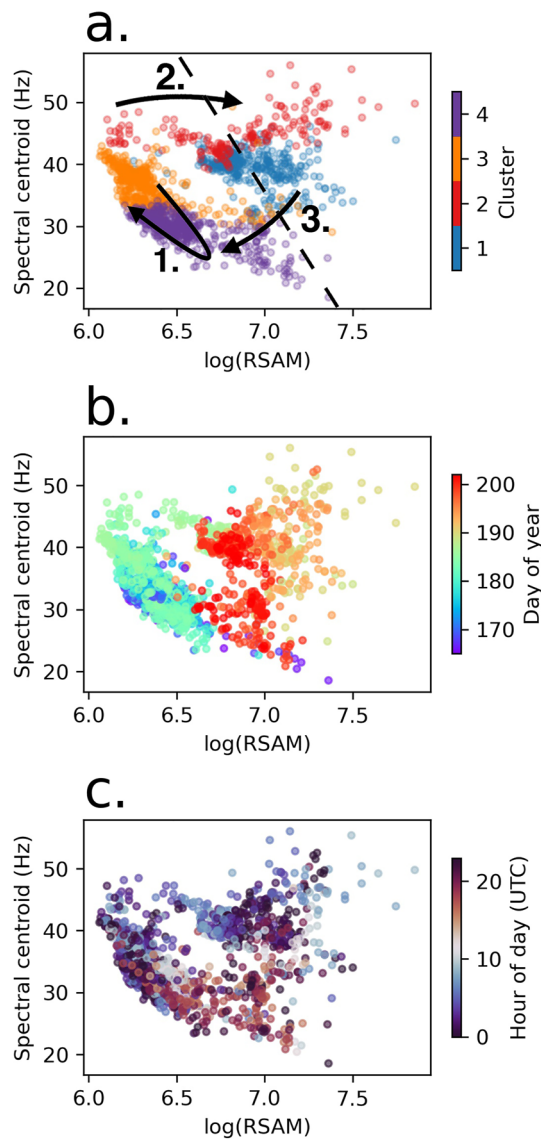 a.
2.
50
40
30
20
3.
1.
Spectral centroid (Hz)
6.0 6.5 7.0 7.5
log(RSAM)
4
3
2
1
Cluster
b.
50
40
30
20
Spectral centroid (Hz)
6.0 6.5 7.0 7.5
log(RSAM)
200
190
180
170
Day of year
c.
50
40
30
20
Spectral centroid (Hz)
6.0 6.5 7.0 7.5
log(RSAM)
20
10
0
Hour of day (UTC)